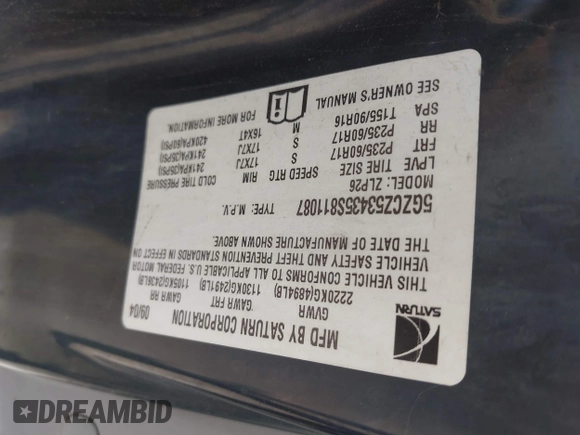 MFD BY SATURN CORPORATION 09/04
SATURN
GVWR GAWR FRT GAWR RR
2220KG(4894LB) 1130KG(2491LB) 1105KG(2436LB)
THIS VEHICLE CONFORMS TO ALL APPLICABLE U.S. FEDERAL MOTOR
VEHICLE SAFETY AND THEFT PREVENTION STANDARDS IN EFFECT ON
THE DATE OF MANUFACTURE SHOWN ABOVE.
5GZCZ53435S811087 TYPE: M.P.V.
MODEL: ZLP26
LPVE TIRE SIZE SPEED RTG RIM COLD TIRE PRESSURE
FRT P235/60R17 S 17X7J 241KPA(35PSI)
RR P235/60R17 S 17X7J 241KPA(35PSI)
SPA T155/90R16 M 16X4T 420KPA(60PSI)
SEE OWNER'S MANUAL FOR MORE INFORMATION.
DREAMBID